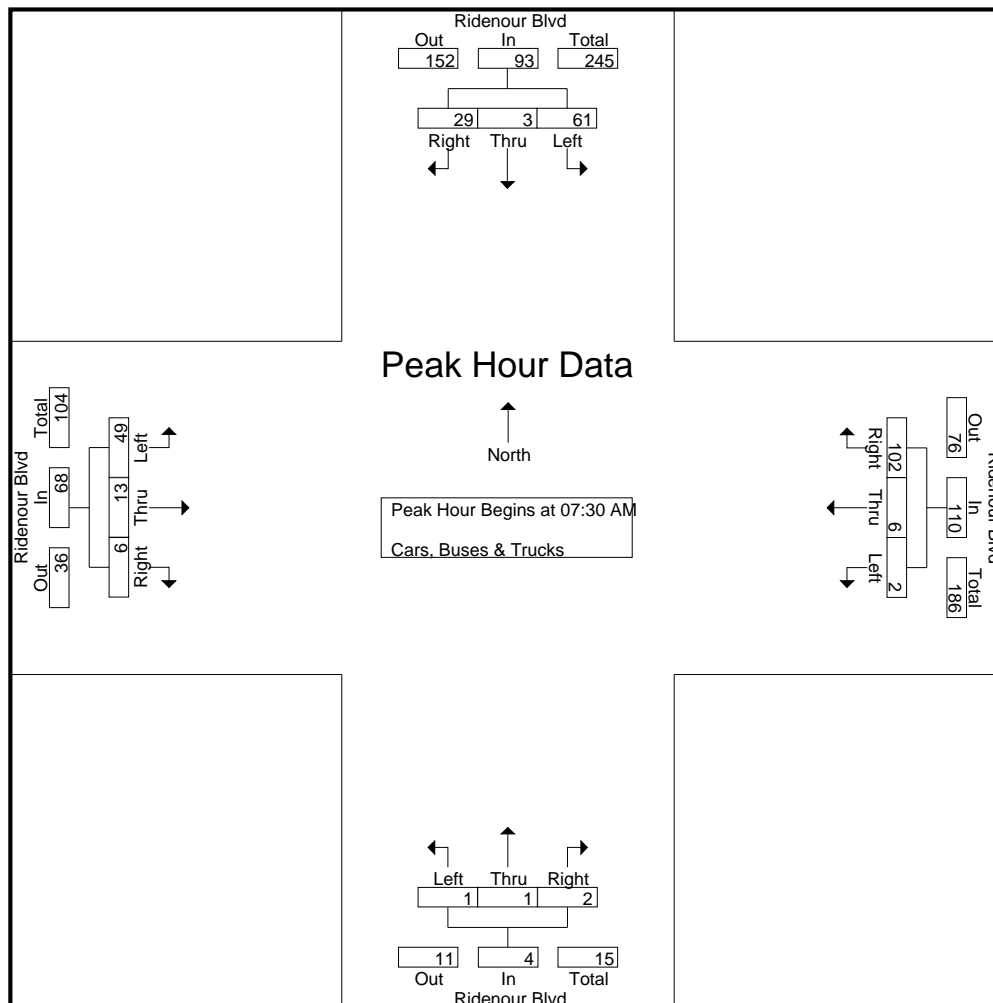 Ridenour Blvd
Out In Total
152 93 245
29 3 61
Right Thru Left
Peak Hour Data
North
Peak Hour Begins at 07:30 AM
Cars, Buses & Trucks
Ridenour Blvd
Out In Total
36 68 104
6 13 49
Right Thru Left
Ridenour Blvd
Out In Total
76 110 186
102 6 2
Right Thru Left
Left Thru Right
1 1 2
11 4 15
Out In Total
Ridenour Blvd